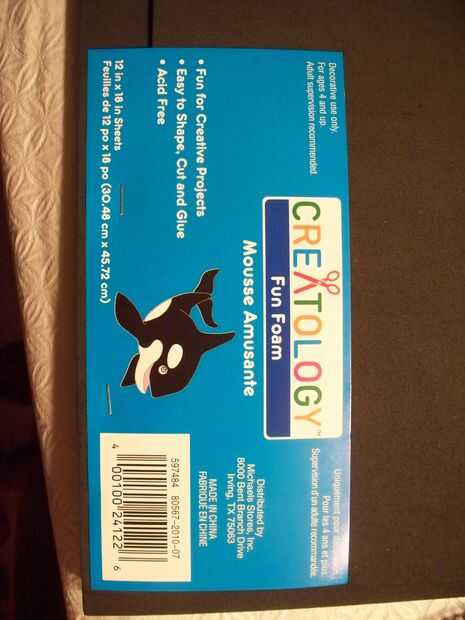 Decorative use only.
For ages 4 and up.
Adult supervision recommended.
CREATOLOGY™
Fun Foam
Mousse Amusante
• Fun for Creative Projects
• Easy to Shape, Cut and Glue
• Acid Free
12 in x 18 in Sheets
Feuilles de 12 po x 18 po (30,48 cm x 45.72 cm)
Uniquement pour
Pour les 4 ans et plus.
Supervision d'un adulte recommandée.
Distributed by
Michaels Stores, Inc.
8000 Bent Branch Drive
Irving, TX 75063
MADE IN CHINA
FABRIQUÉ EN CHINE
597484 80567-2010-07
4 00100 24122 6